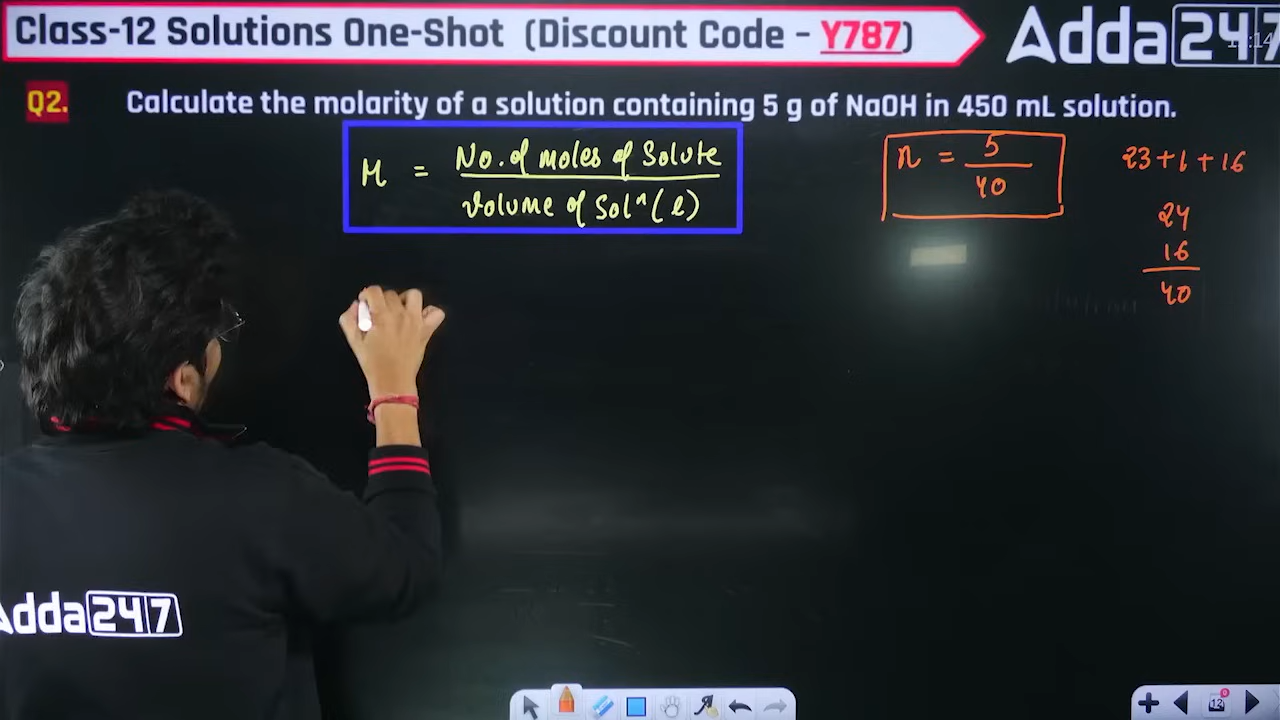 Class-12 Solutions One-Shot (Discount Code - Y787)
Adda247
Q2. Calculate the molarity of a solution containing 5 g of NaOH in 450 mL solution.
M = No. of moles of Solute
volume of Solⁿ (l)
n = 5
40
23+1+16
24
16
40
Adda247
12